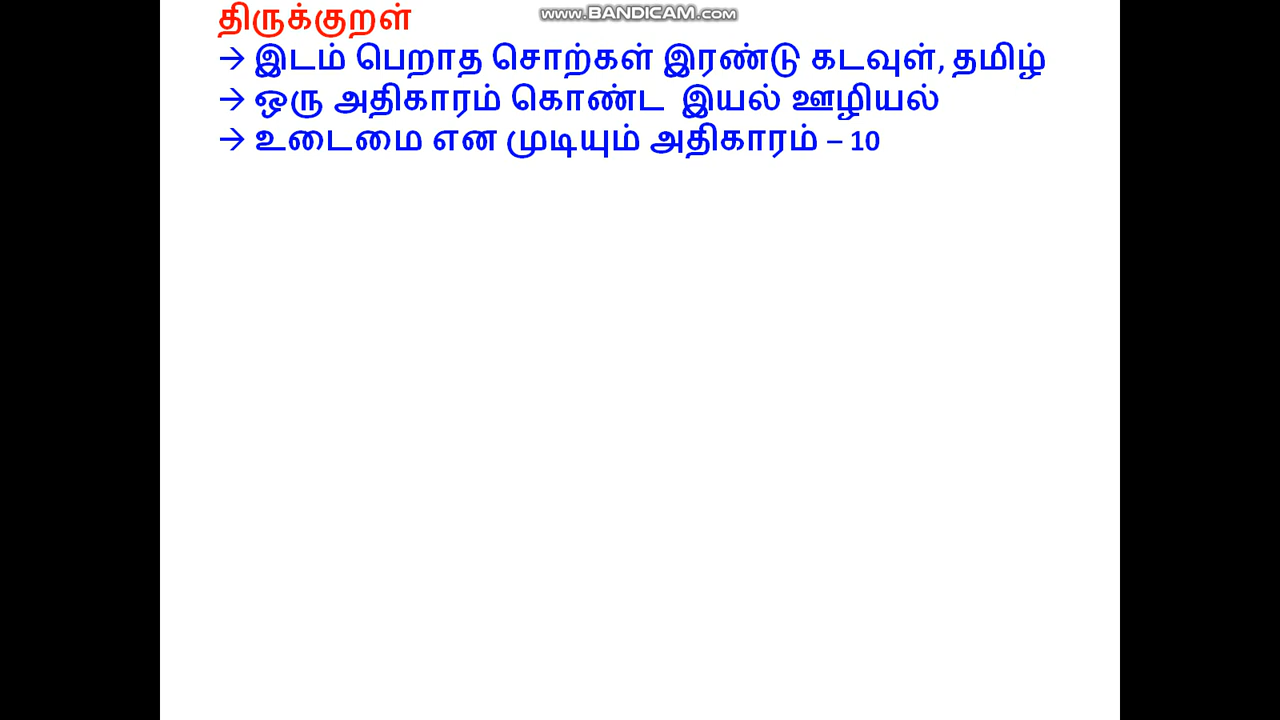 www.BANDICAM.com
திருக்குறள்
→ இடம் பெறாத சொற்கள் இரண்டு கடவுள், தமிழ்
→ ஒரு அதிகாரம் கொண்ட இயல் ஊழியல்
→ உடைமை என முடியும் அதிகாரம் – 10